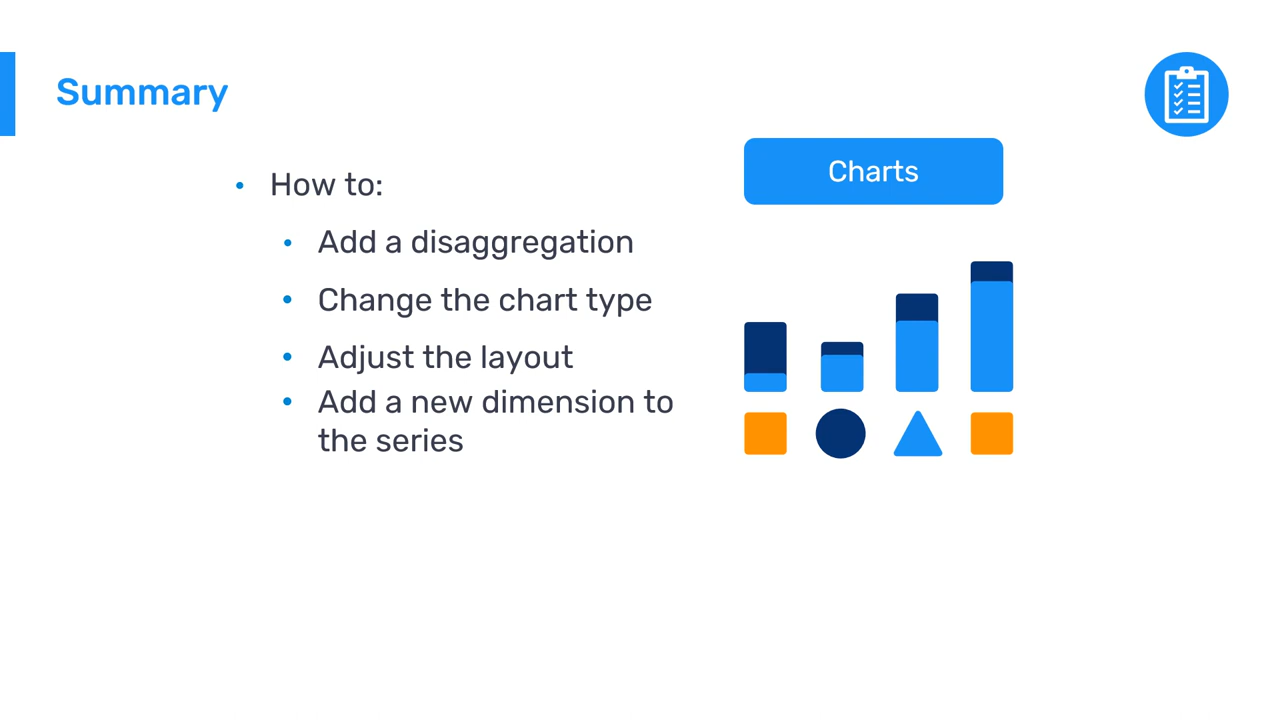 Summary
Charts
• How to:
• Add a disaggregation
• Change the chart type
• Adjust the layout
• Add a new dimension to
the series